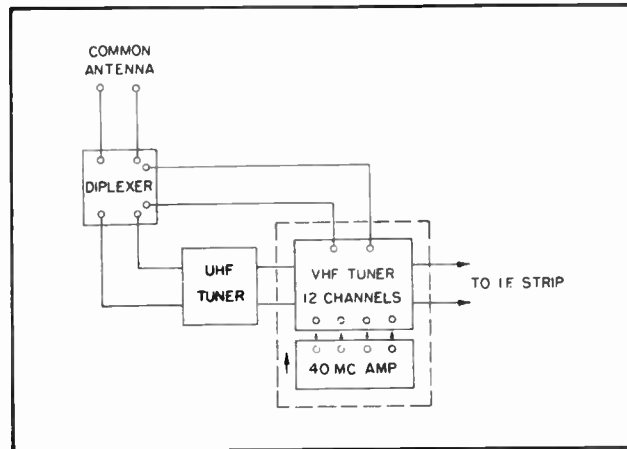 COMMON
ANTENNA
DIPLEXER
UHF
TUNER
VHF TUNER
12 CHANNELS
TO I.F. STRIP
40 MC AMP